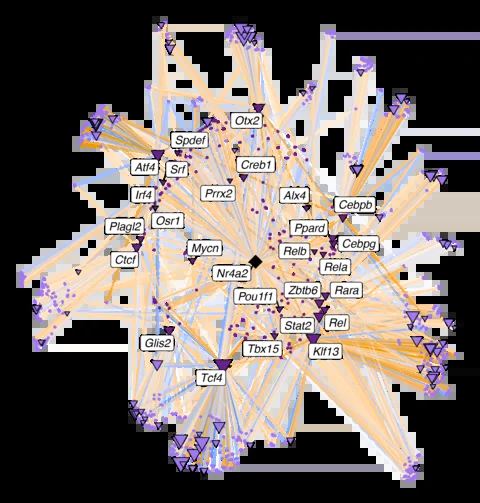 Otx2
Spdef
Creb1
Atf4
Srf
Irf4
Prrx2
Alx4
Cebpb
Osr1
Plagl2
Ppard
Cebpg
Mycn
Relb
Ctcf
Rela
Nr4a2
Zbtb6
Rara
Pou1f1
Stat2
Rel
Glis2
Tbx15
Klf13
Tcf4